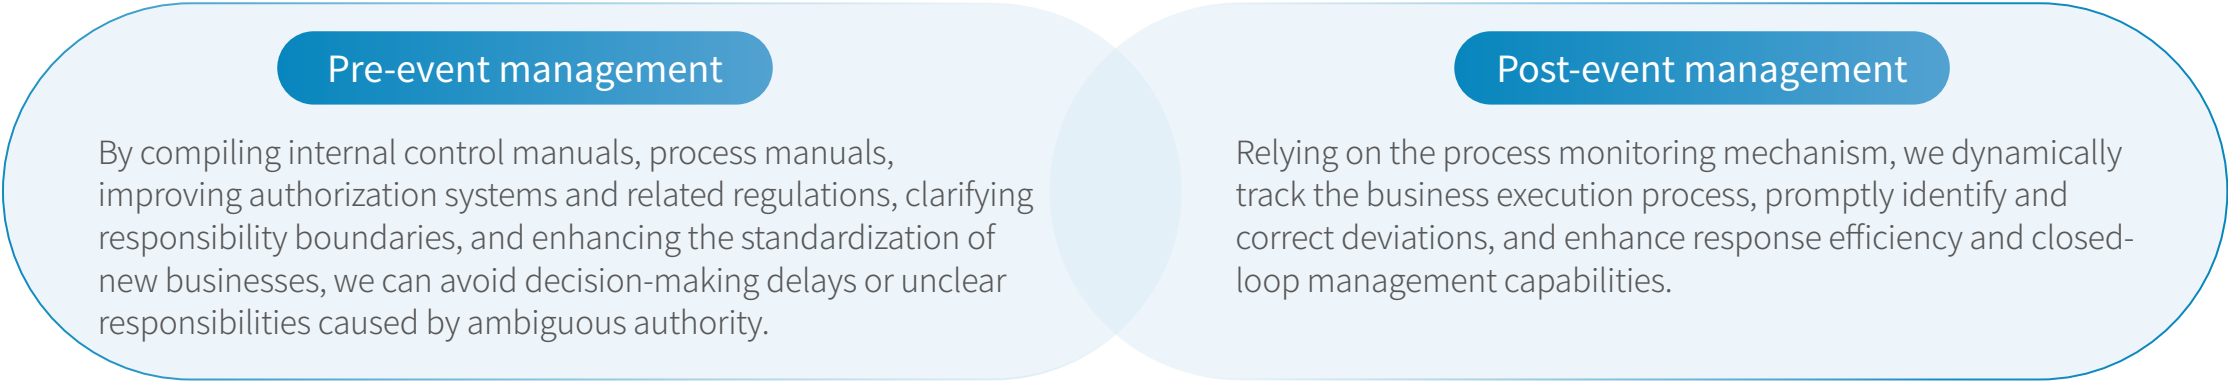 Pre-event management
By compiling internal control manuals, process manuals,
improving authorization systems and related regulations, clarifying
responsibility boundaries, and enhancing the standardization of
new businesses, we can avoid decision-making delays or unclear
responsibilities caused by ambiguous authority.
Post-event management
Relying on the process monitoring mechanism, we dynamically
track the business execution process, promptly identify and
correct deviations, and enhance response efficiency and closed-
loop management capabilities.